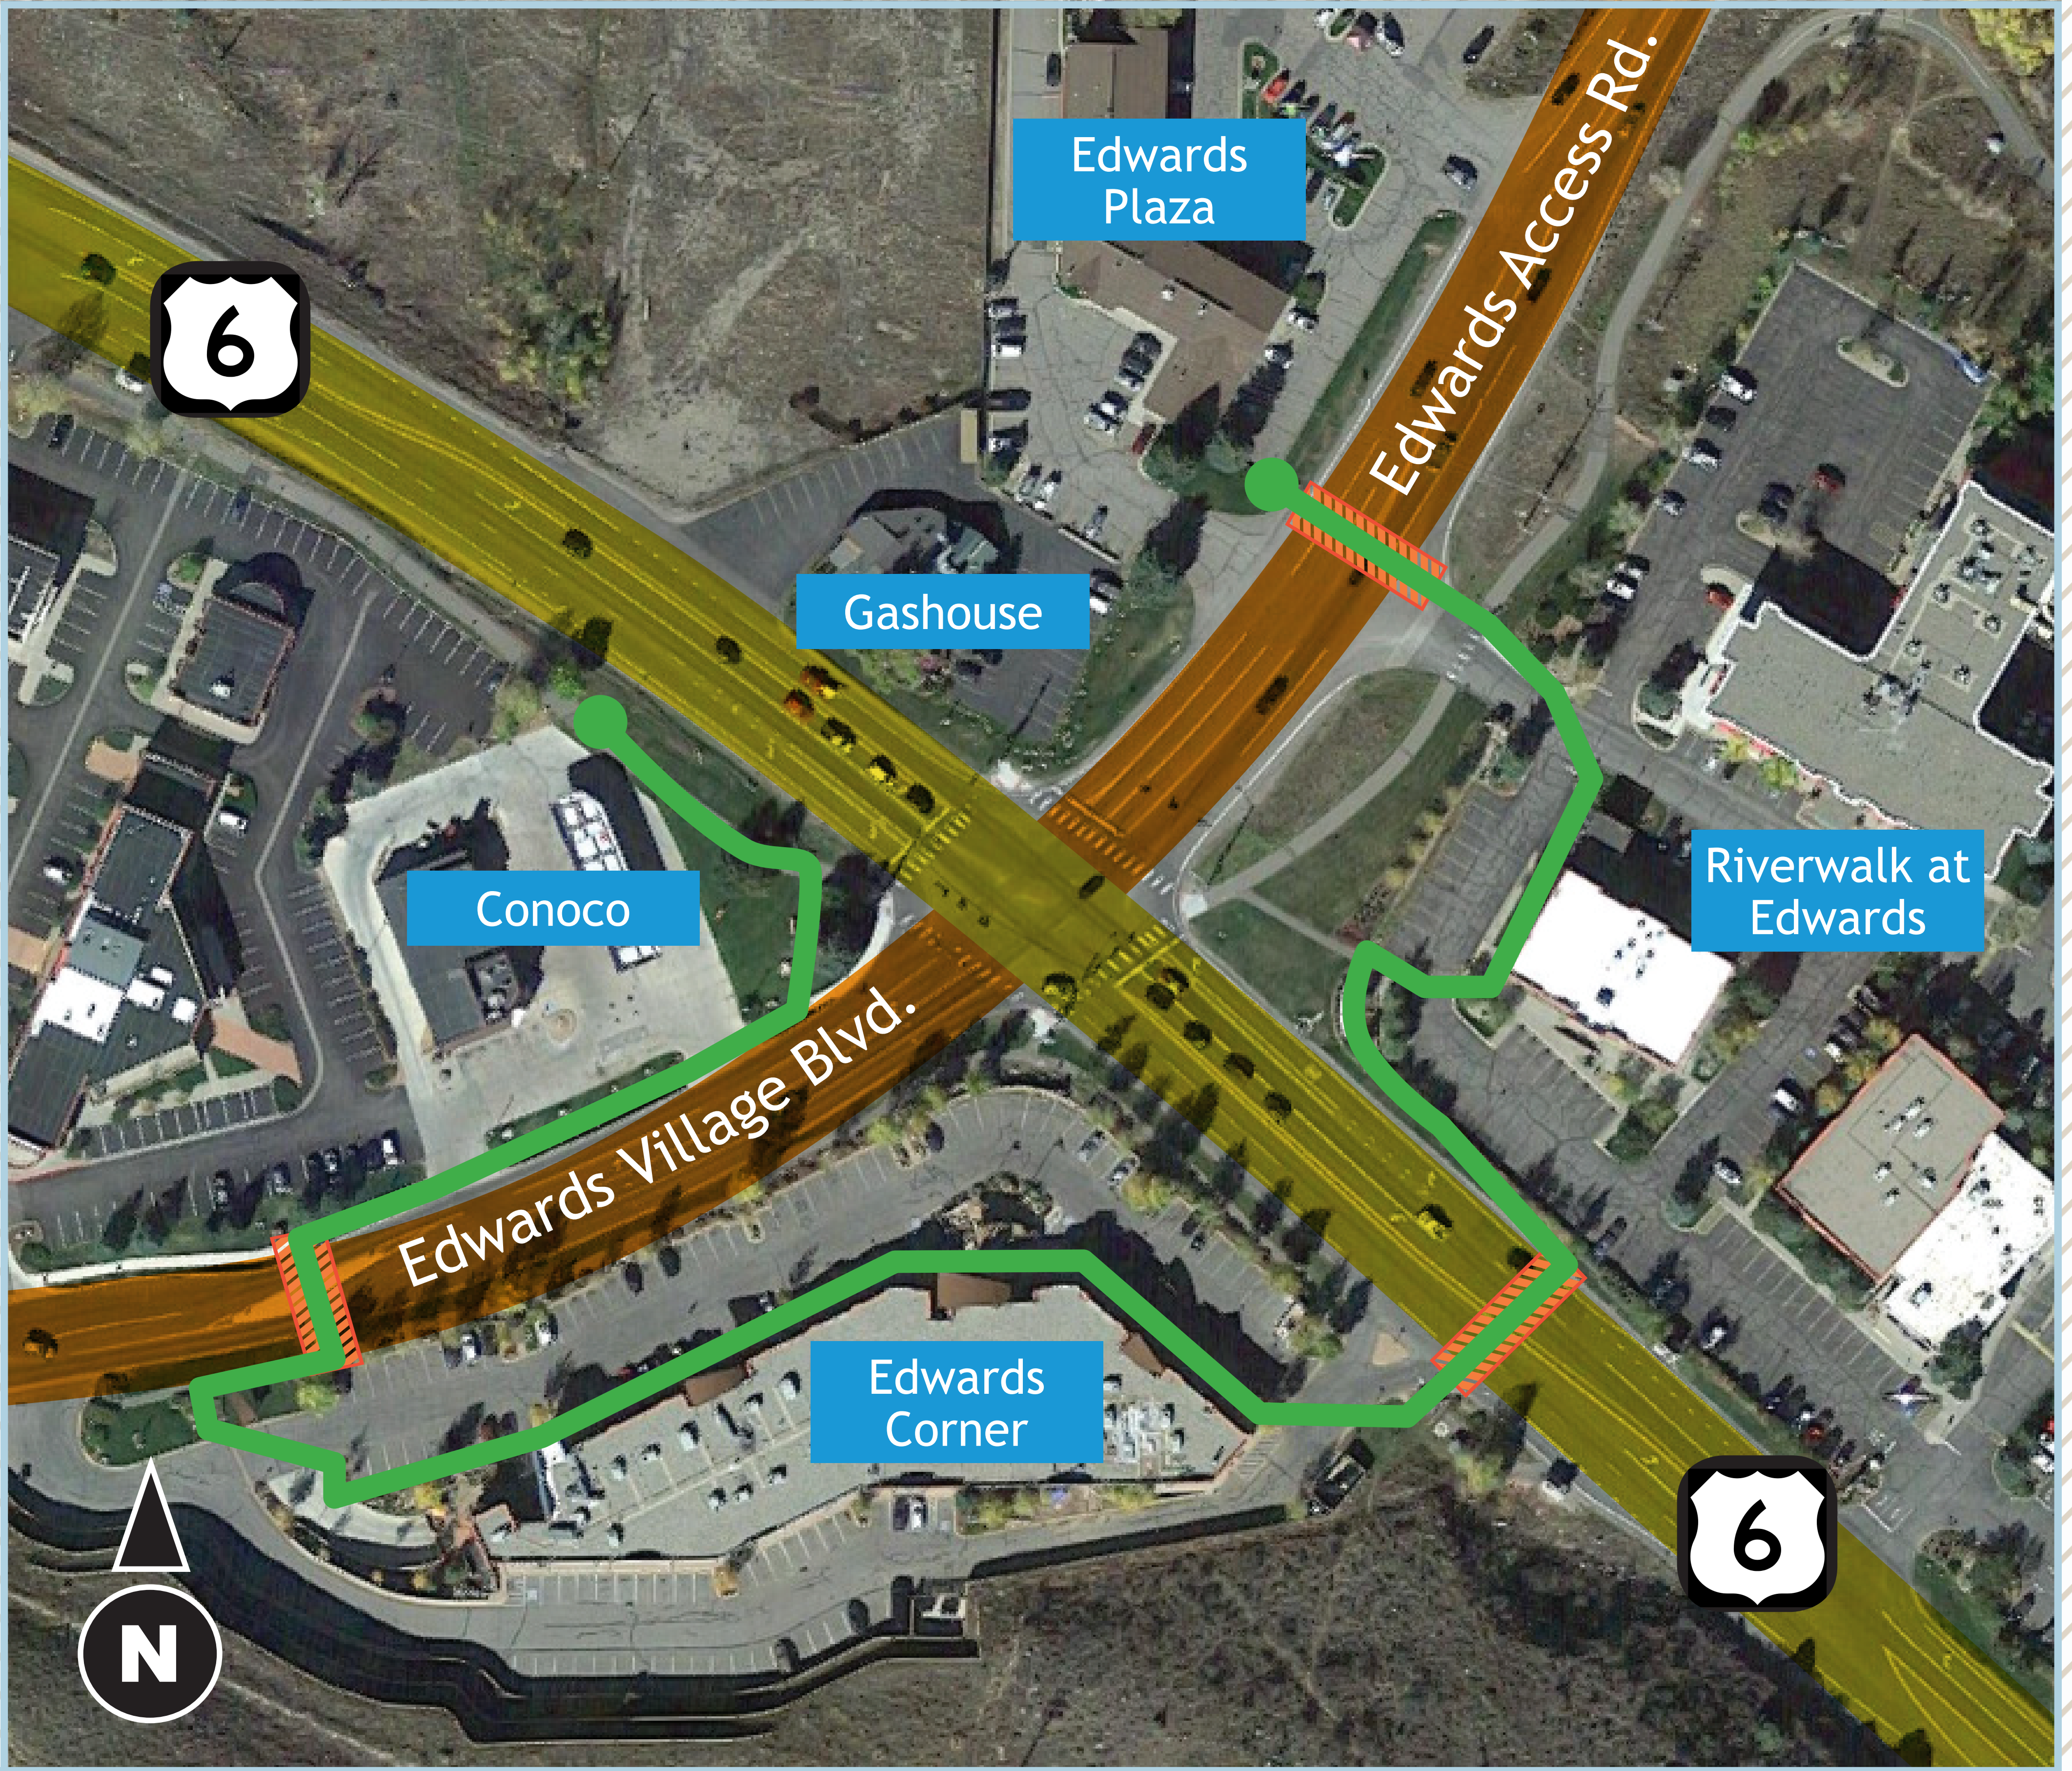 Edwards Access Rd.
Edwards
Plaza
6
Gashouse
Riverwalk at
Edwards
Conoco
Edwards Village Blvd.
Edwards
Corner
6
N